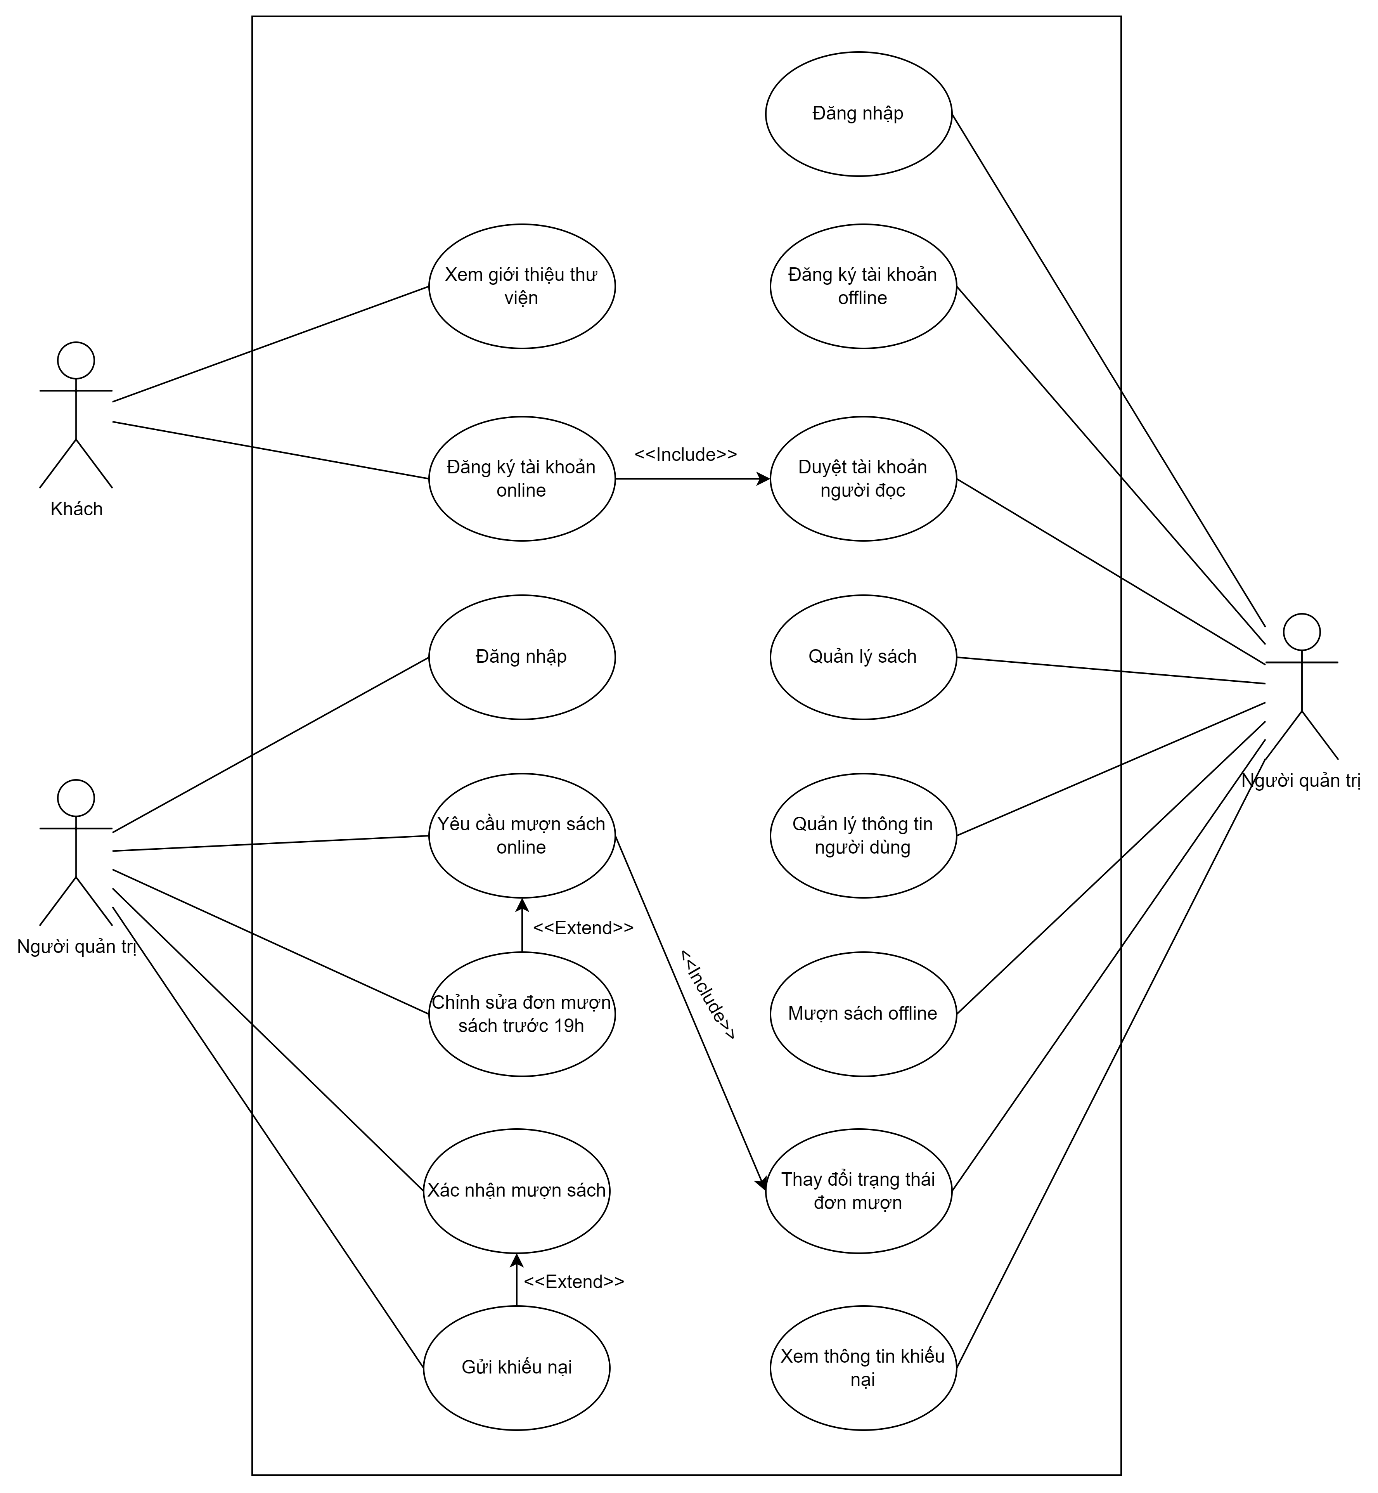 Đăng nhập
Xem giới thiệu thư
viện
Đăng ký tài khoản
offline
Khách
Đăng ký tài khoản
online
<<Include>>
Duyệt tài khoản
người đọc
Đăng nhập
Quản lý sách
Người quản trị
Yêu cầu mượn sách
online
Quản lý thông tin
người dùng
Người quản trị
<<Extend>>
<<Include>>
Chỉnh sửa đơn mượn
sách trước 19h
Mượn sách offline
Xác nhận mượn sách
Thay đổi trạng thái
đơn mượn
<<Extend>>
Gửi khiếu nại
Xem thông tin khiếu
nại